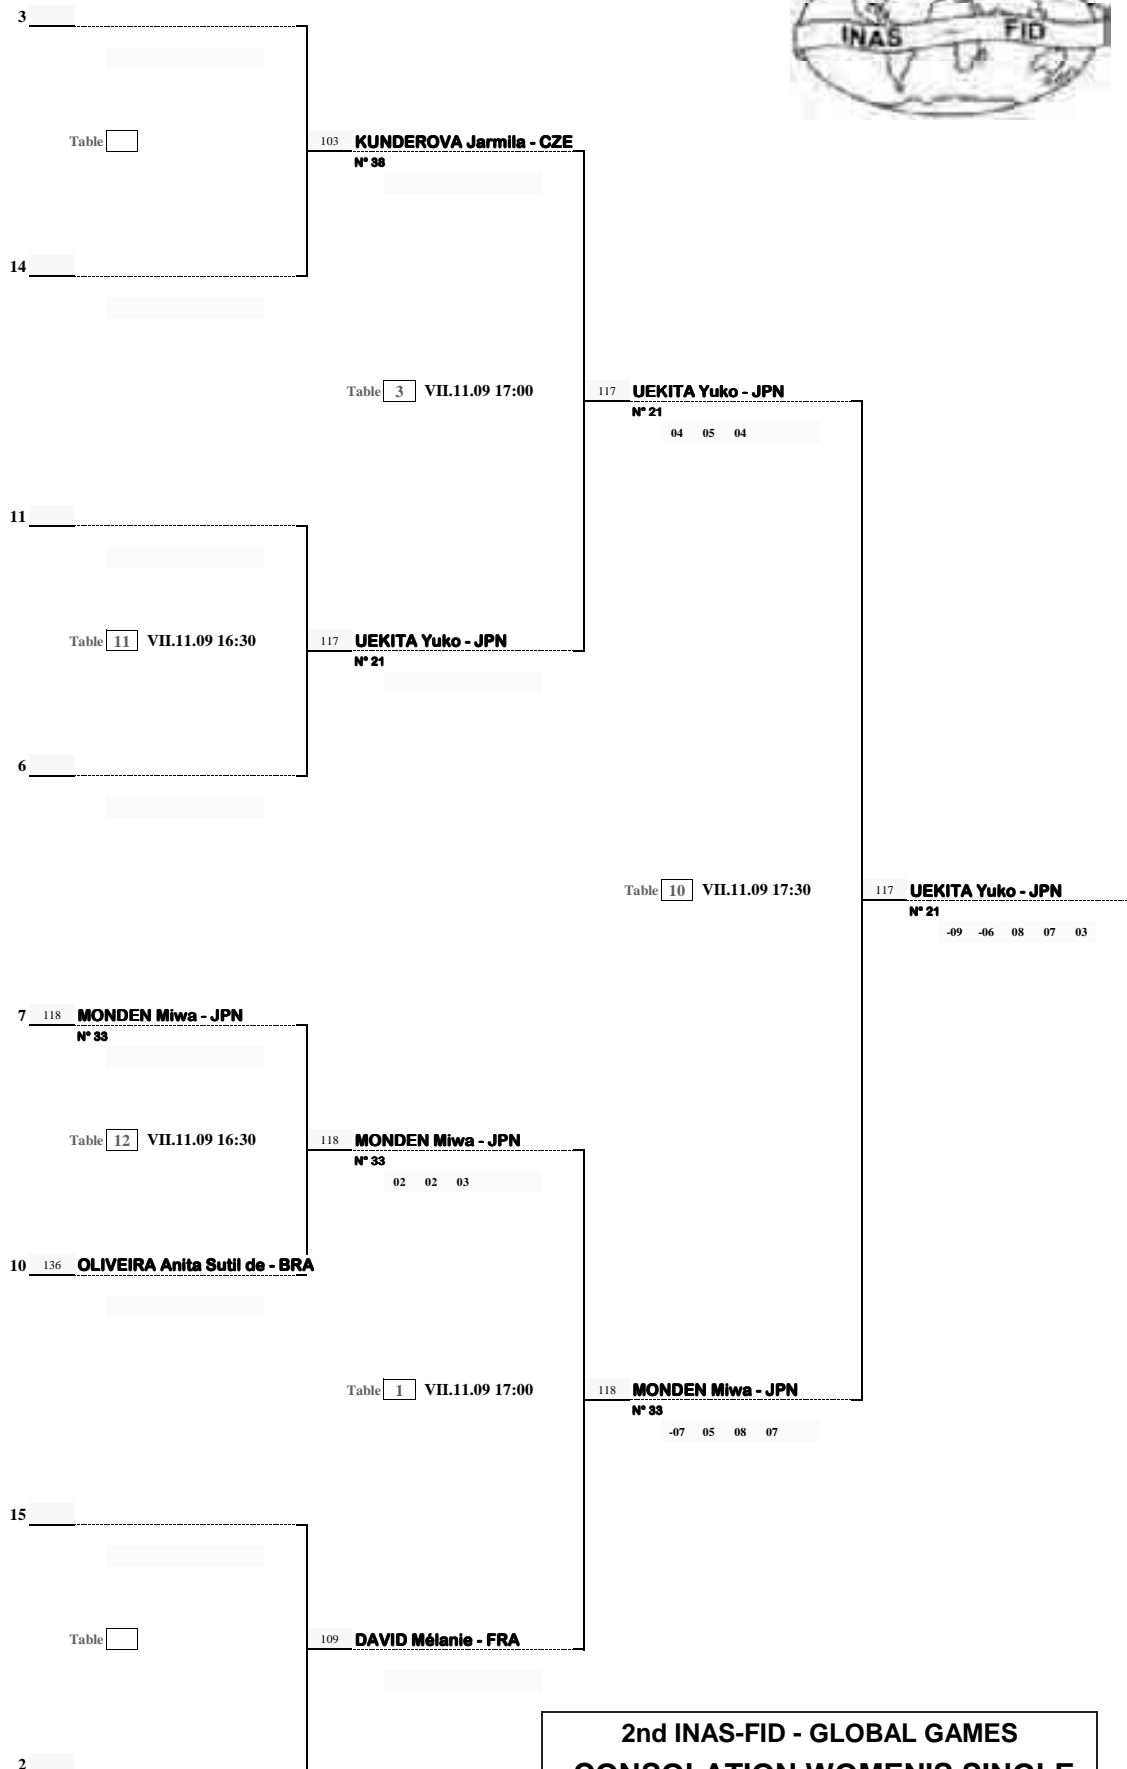 3
INAS FID
Table
103 KUNDEROVA Jarmila - CZE
N° 38
14
Table 3 VII.11.09 17:00
117 UEKITA Yuko - JPN
N° 21
04 05 04
11
Table 11 VII.11.09 16:30
117 UEKITA Yuko - JPN
N° 21
6
Table 10 VII.11.09 17:30
117 UEKITA Yuko - JPN
N° 21
-09 -06 08 07 03
7 118 MONDEN Miwa - JPN
N° 33
Table 12 VII.11.09 16:30
118 MONDEN Miwa - JPN
N° 33
02 02 03
10 136 OLIVEIRA Anita Sutil de - BRA
Table 1 VII.11.09 17:00
118 MONDEN Miwa - JPN
N° 33
-07 05 08 07
15
Table
109 DAVID Mélanie - FRA
2nd INAS-FID - GLOBAL GAMES
2
CONSOLATION WOMEN'S SINGLE